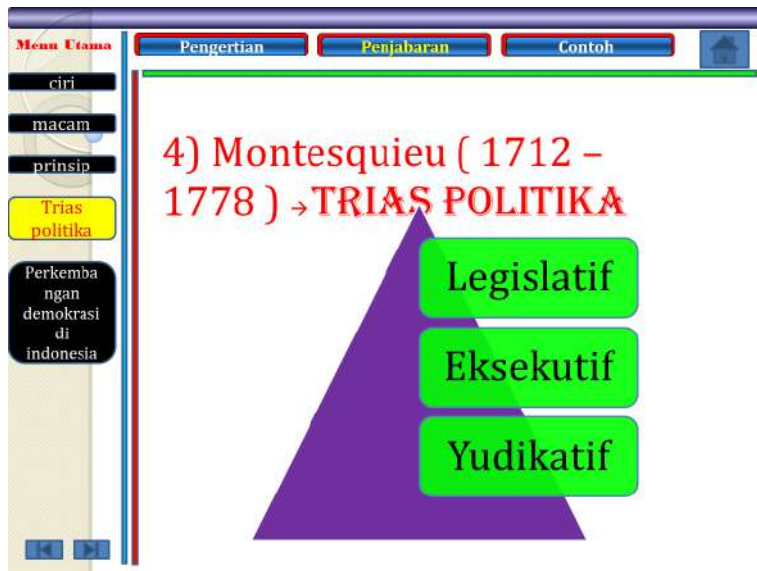 Menu Utama
Pengertian
Penjabaran
Contoh
ciri
macam
prinsip
Trias
politika
Perkemba
ngan
demokrasi
di
indonesia
4) Montesquieu ( 1712 –
1778 ) →TRIAS POLITIKA
Legislatif
Eksekutif
Yudikatif